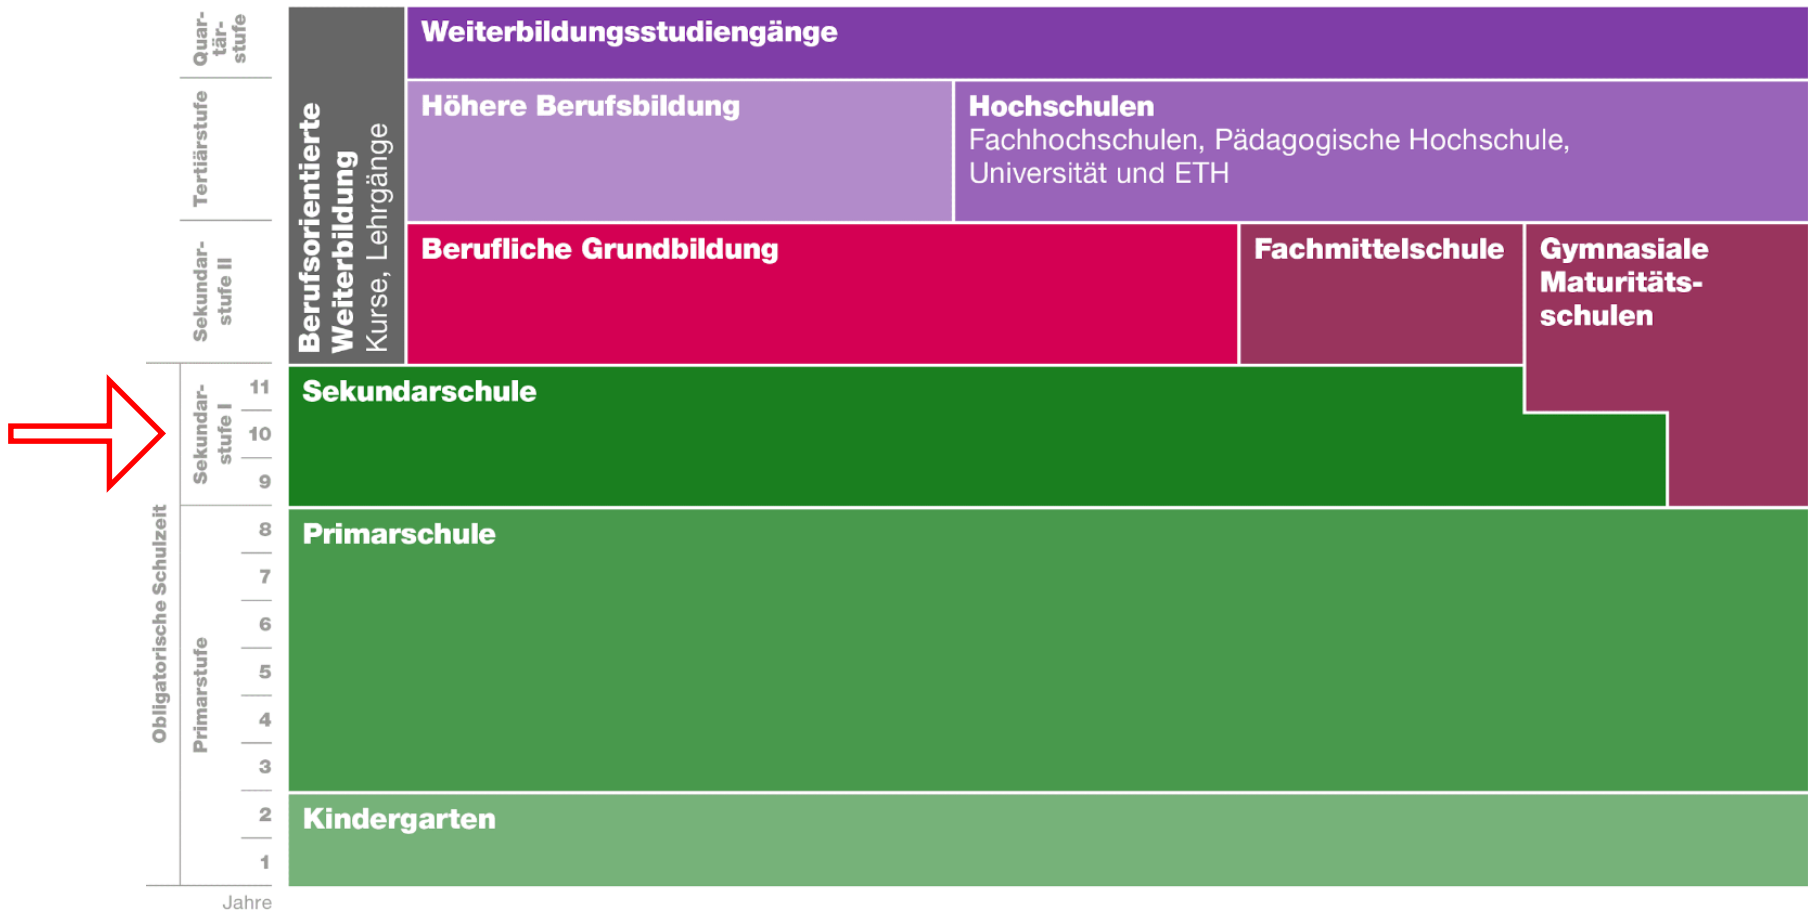 Quar-
tär-
stufe
Tertiärstufe
Sekundar-
stufe II
Obligatorische Schulzeit
Sekundar-
stufe I
Primarstufe
11
10
9
8
7
6
5
4
3
2
1
Jahre
Berufsorientierte
Weiterbildung
Kurse, Lehrgänge
Weiterbildungsstudiengänge
Höhere Berufsbildung
Hochschulen
Fachhochschulen, Pädagogische Hochschule,
Universität und ETH
Berufliche Grundbildung
Fachmittelschule
Gymnasiale
Maturitäts-
schulen
Sekundarschule
Primarschule
Kindergarten